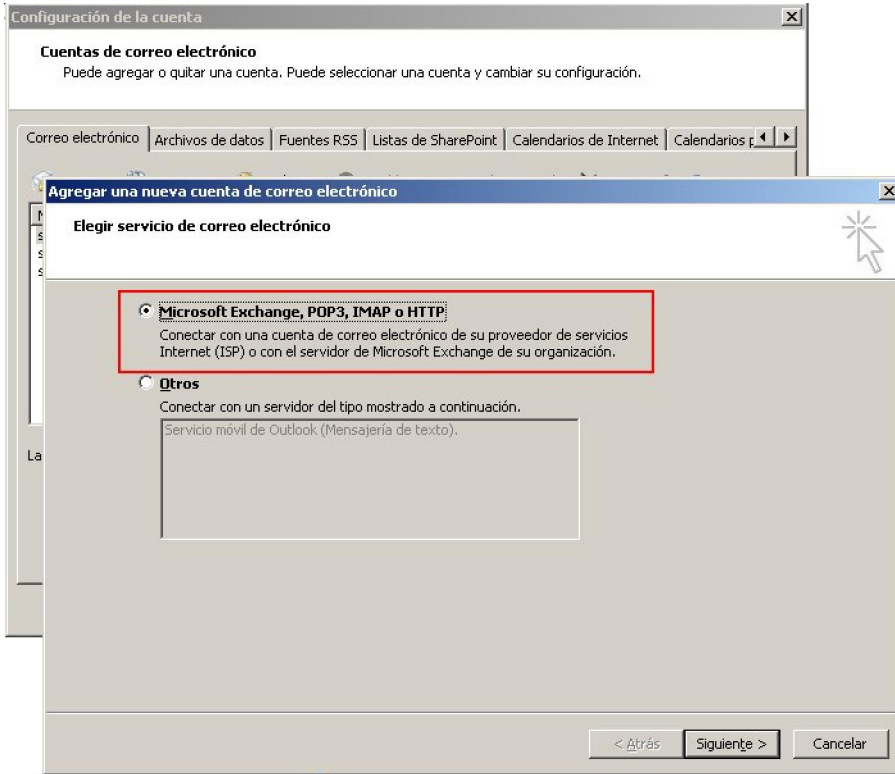 Configuración de la cuenta
Cuentas de correo electrónico
Puede agregar o quitar una cuenta. Puede seleccionar una cuenta y cambiar su configuración.
Correo electrónico Archivos de datos Fuentes RSS Listas de SharePoint Calendarios de Internet Calendarios p
Agregar una nueva cuenta de correo electrónico
Elegir servicio de correo electrónico
Microsoft Exchange, POP3, IMAP o HTTP
Conectar con una cuenta de correo electrónico de su proveedor de servicios
Internet (ISP) o con el servidor de Microsoft Exchange de su organización.
Otros
Conectar con un servidor del tipo mostrado a continuación.
Servicio móvil de Outlook (Mensajería de texto).
La
< Atrás Siguiente > Cancelar